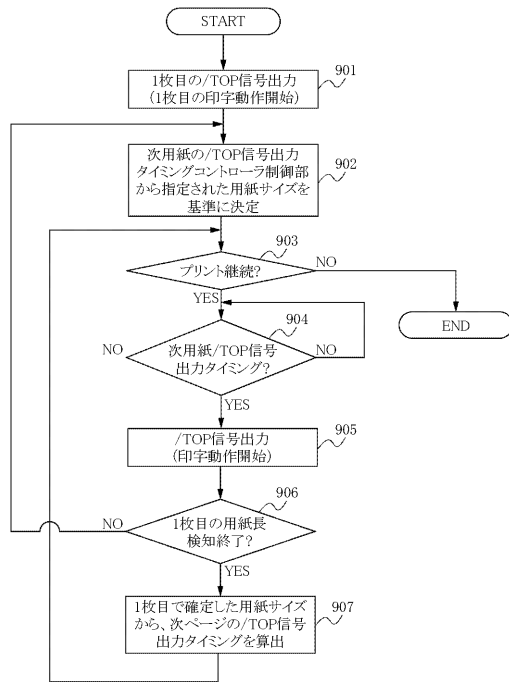 START
1枚目の/TOP信号出力
(1枚目の印字動作開始)
901
次用紙の/TOP信号出力
タイミングコントローラ制御部
から指定された用紙サイズを
基準に決定
902
プリント継続?
903
NO
YES
END
次用紙/TOP信号
出力タイミング?
904
NO
NO
YES
/TOP信号出力
(印字動作開始)
905
1枚目の用紙長
検知終了?
906
NO
YES
1枚目で確定した用紙サイズ
から、次ページの/TOP信号
出力タイミングを算出
907